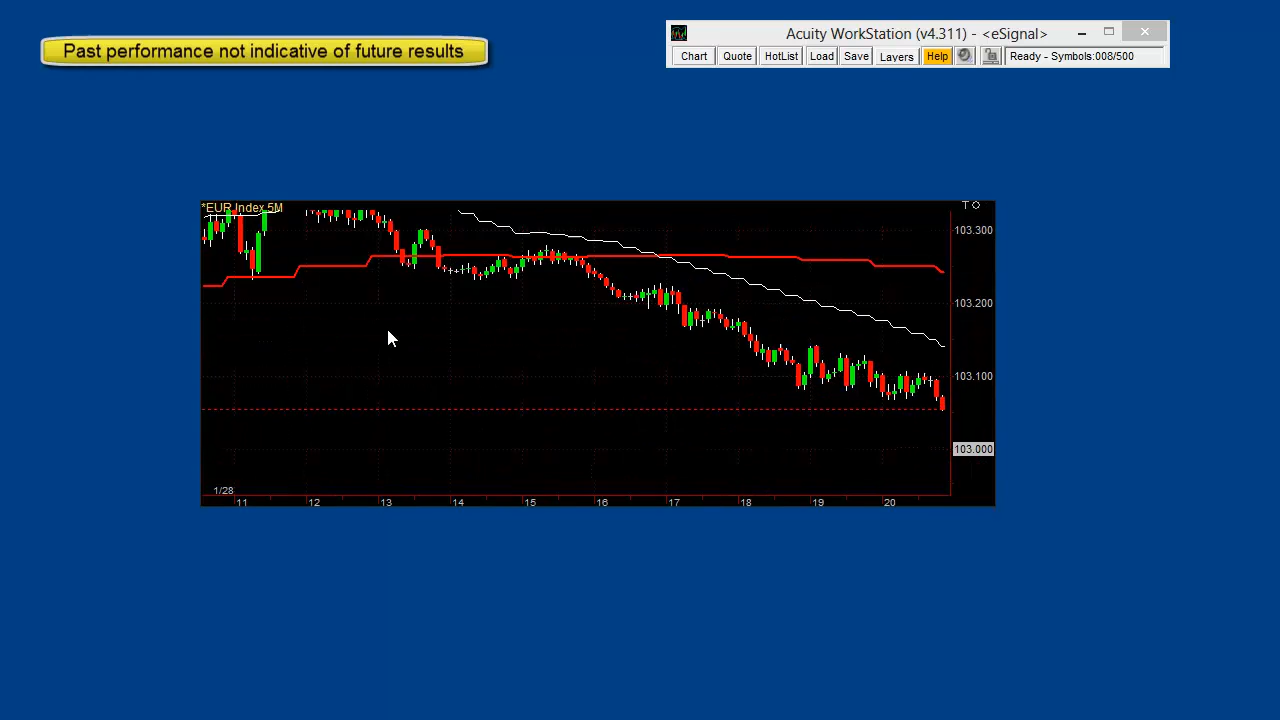 Past performance not indicative of future results
Acuity WorkStation (v4.311) - <eSignal>
Chart Quote HotList Load Save Layers Help Ready - Symbols:008/500
*EUR Index,5M
T
103.300
103.200
103.100
103.000
1/28
11 12 13 14 15 16 17 18 19 20